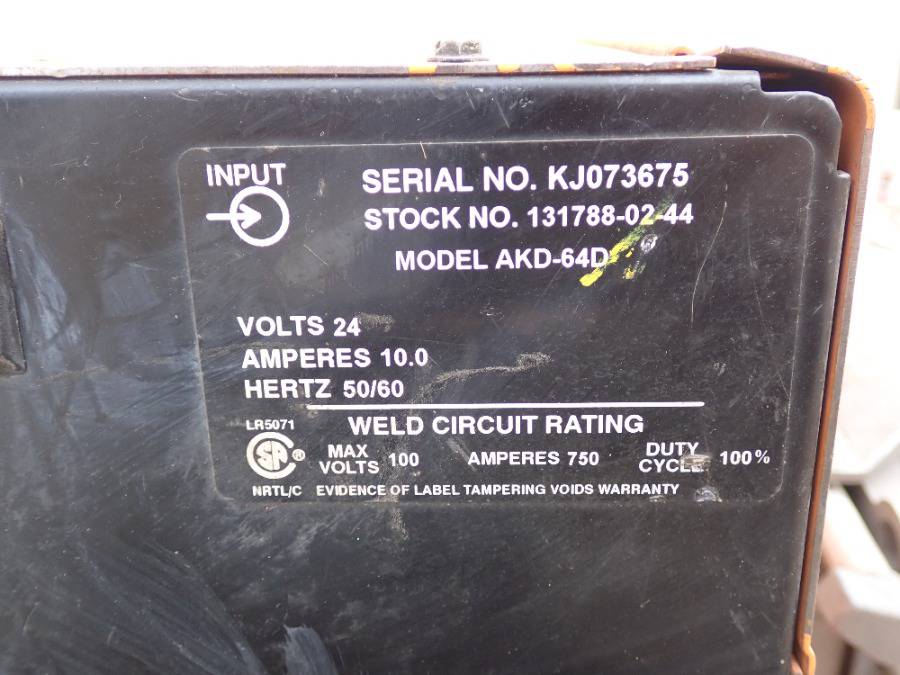 INPUT
SERIAL NO. KJ073675
STOCK NO. 131788-02-44
MODEL AKD-64D
VOLTS 24
AMPERES 10.0
HERTZ 50/60
WELD CIRCUIT RATING
LR5071
SA ®
MAX VOLTS 100 AMPERES 750 DUTY CYCLE 100%
NRTL/C EVIDENCE OF LABEL TAMPERING VOIDS WARRANTY